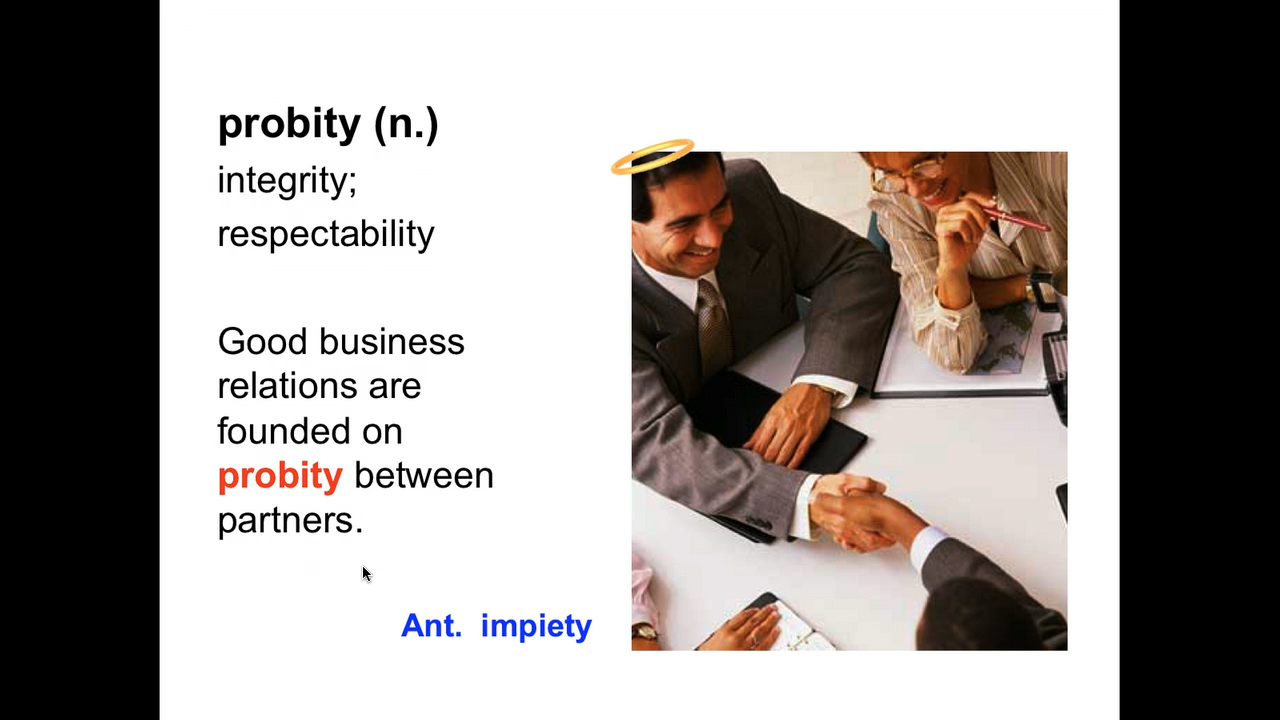 probity (n.)
integrity;
respectability
Good business
relations are
founded on
probity between
partners.
Ant.  impiety